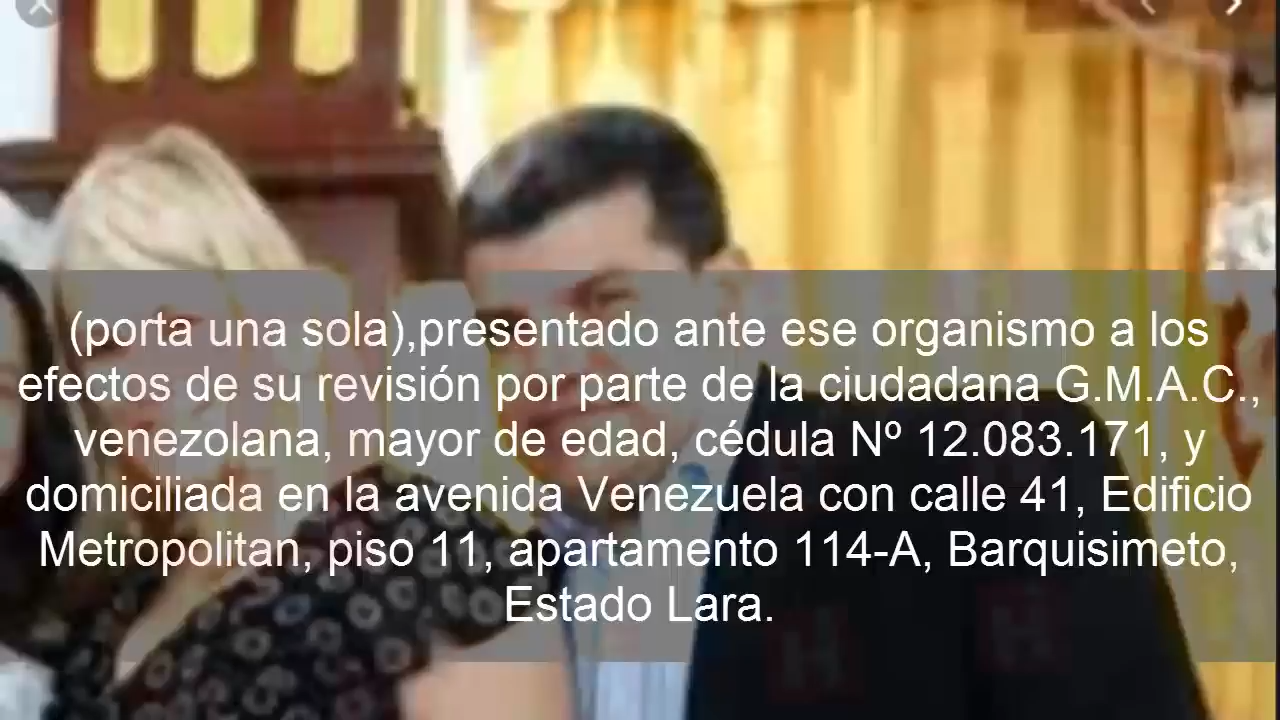 (porta una sola),presentado ante ese organismo a los
efectos de su revisión por parte de la ciudadana G.M.A.C.,
venezolana, mayor de edad, cédula Nº 12.083.171, y
domiciliada en la avenida Venezuela con calle 41, Edificio
Metropolitan, piso 11, apartamento 114-A, Barquisimeto,
Estado Lara.